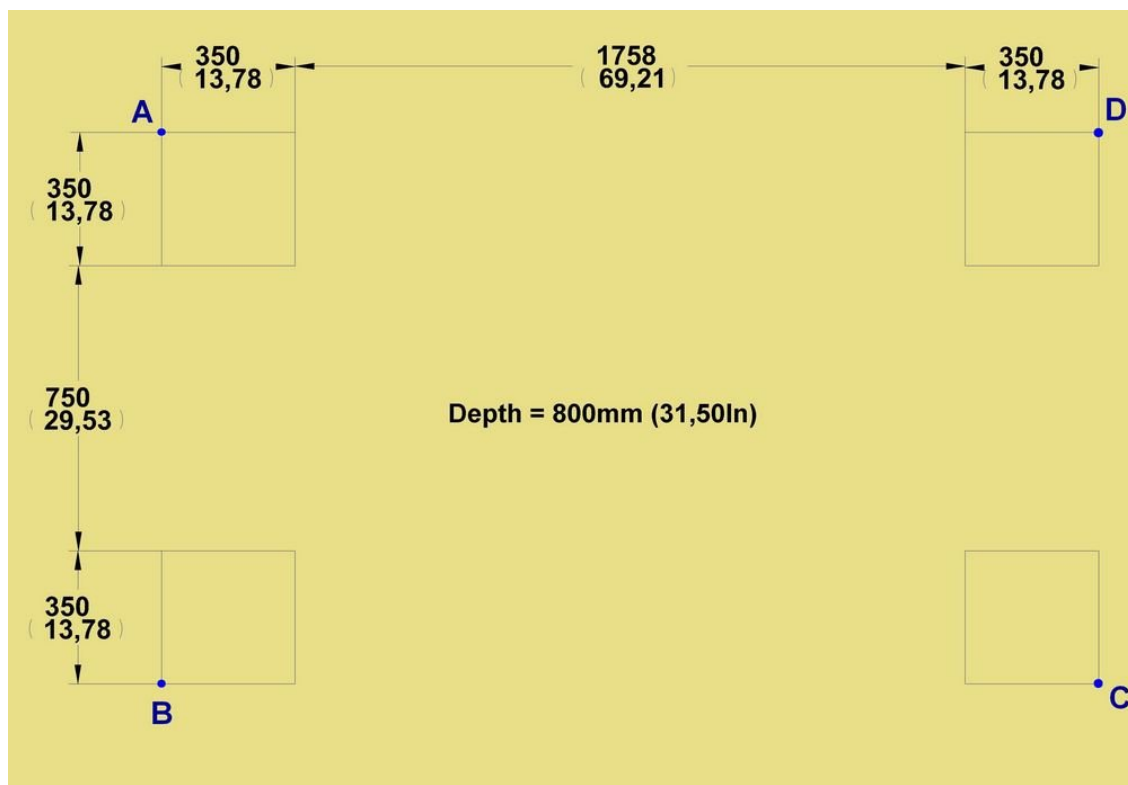 350
( 13,78 )
1758
( 69,21 )
350
( 13,78 )
A
D
350
( 13,78 )
750
( 29,53 )
Depth = 800mm (31,50In)
350
( 13,78 )
B
C